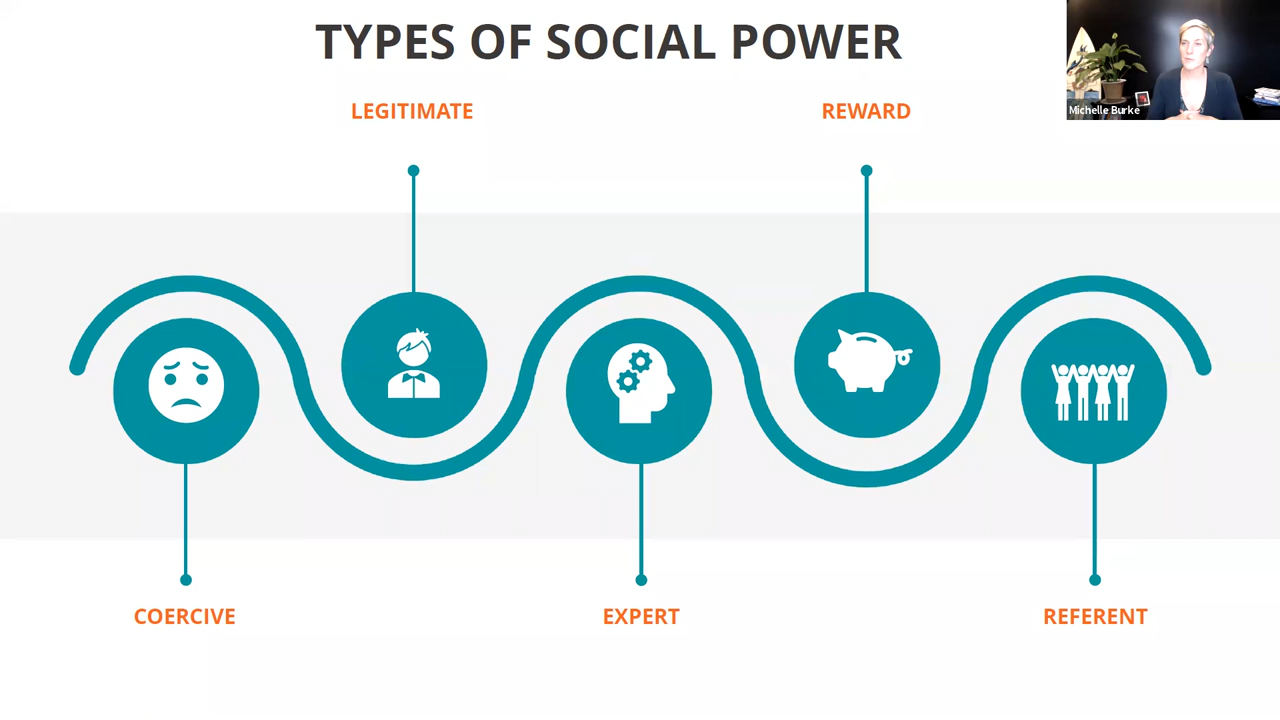 TYPES OF SOCIAL POWER
Michelle Burke
LEGITIMATE
REWARD
COERCIVE
EXPERT
REFERENT